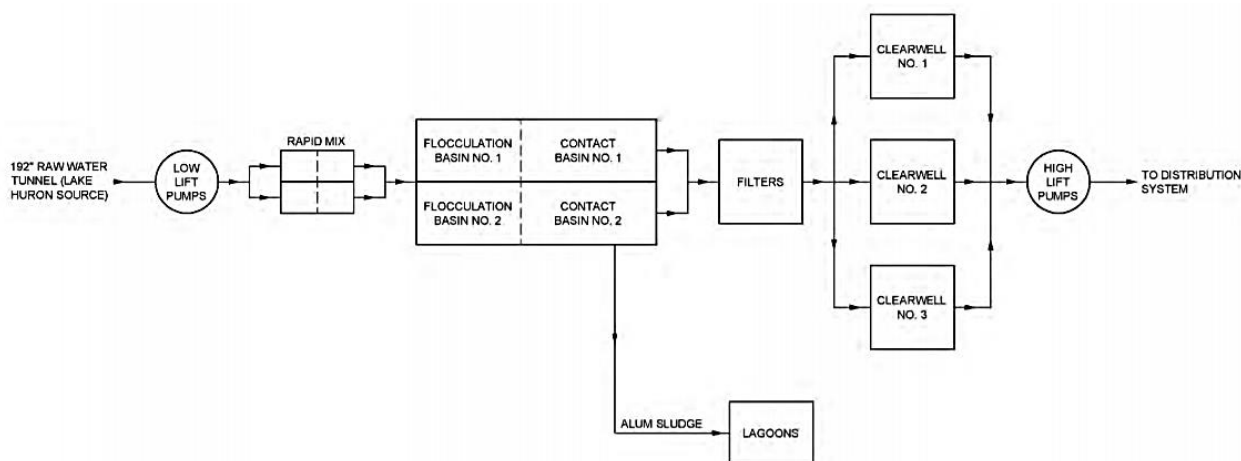 192" RAW WATER
TUNNEL (LAKE
HURON SOURCE)
LOW
LIFT
PUMPS
RAPID MIX
FLOCCULATION
BASIN NO. 1
CONTACT
BASIN NO. 1
FLOCCULATION
BASIN NO. 2
CONTACT
BASIN NO. 2
FILTERS
CLEARWELL
NO. 1
CLEARWELL
NO. 2
CLEARWELL
NO. 3
HIGH
LIFT
PUMPS
TO DISTRIBUTION
SYSTEM
ALUM SLUDGE
LAGOONS